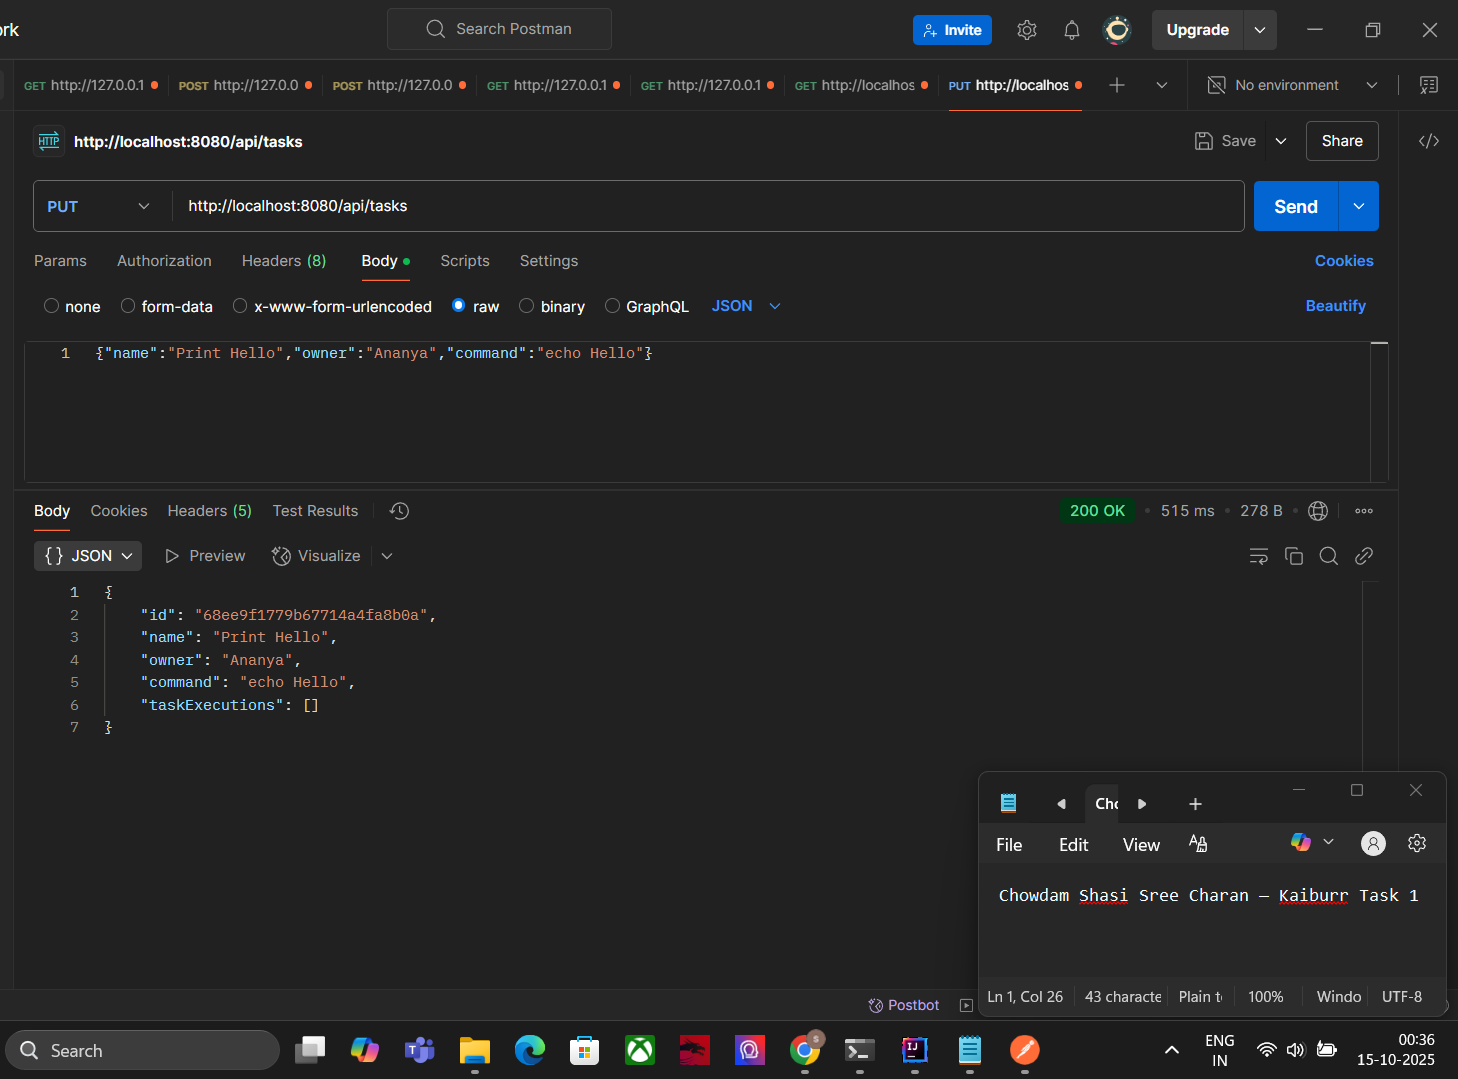 ork
Search Postman
Invite
Upgrade
GET http://127.0.0.1
POST http://127.0.0
POST http://127.0.0
GET http://127.0.0.1
GET http://127.0.0.1
GET http://localhos
PUT http://localhos
No environment
HTTP http://localhost:8080/api/tasks
Save
Share
PUT http://localhost:8080/api/tasks
Send
Params Authorization Headers (8) Body Scripts Settings Cookies
none form-data x-www-form-urlencoded raw binary GraphQL JSON Beautify
1 {"name":"Print Hello","owner":"Ananya","command":"echo Hello"}
Body Cookies Headers (5) Test Results 200 OK 515 ms 278 B
{} JSON Preview Visualize
1 {
2 "id": "68ee9f1779b67714a4fa8b0a",
3 "name": "Print Hello",
4 "owner": "Ananya",
5 "command": "echo Hello",
6 "taskExecutions": []
7 }
Cho
File Edit View
Chowdam Shasi Sree Charan – Kaiburr Task 1
Ln 1, Col 26 43 characte Plain t 100% Windo UTF-8
Postbot
Search
ENG
IN
00:36
15-10-2025